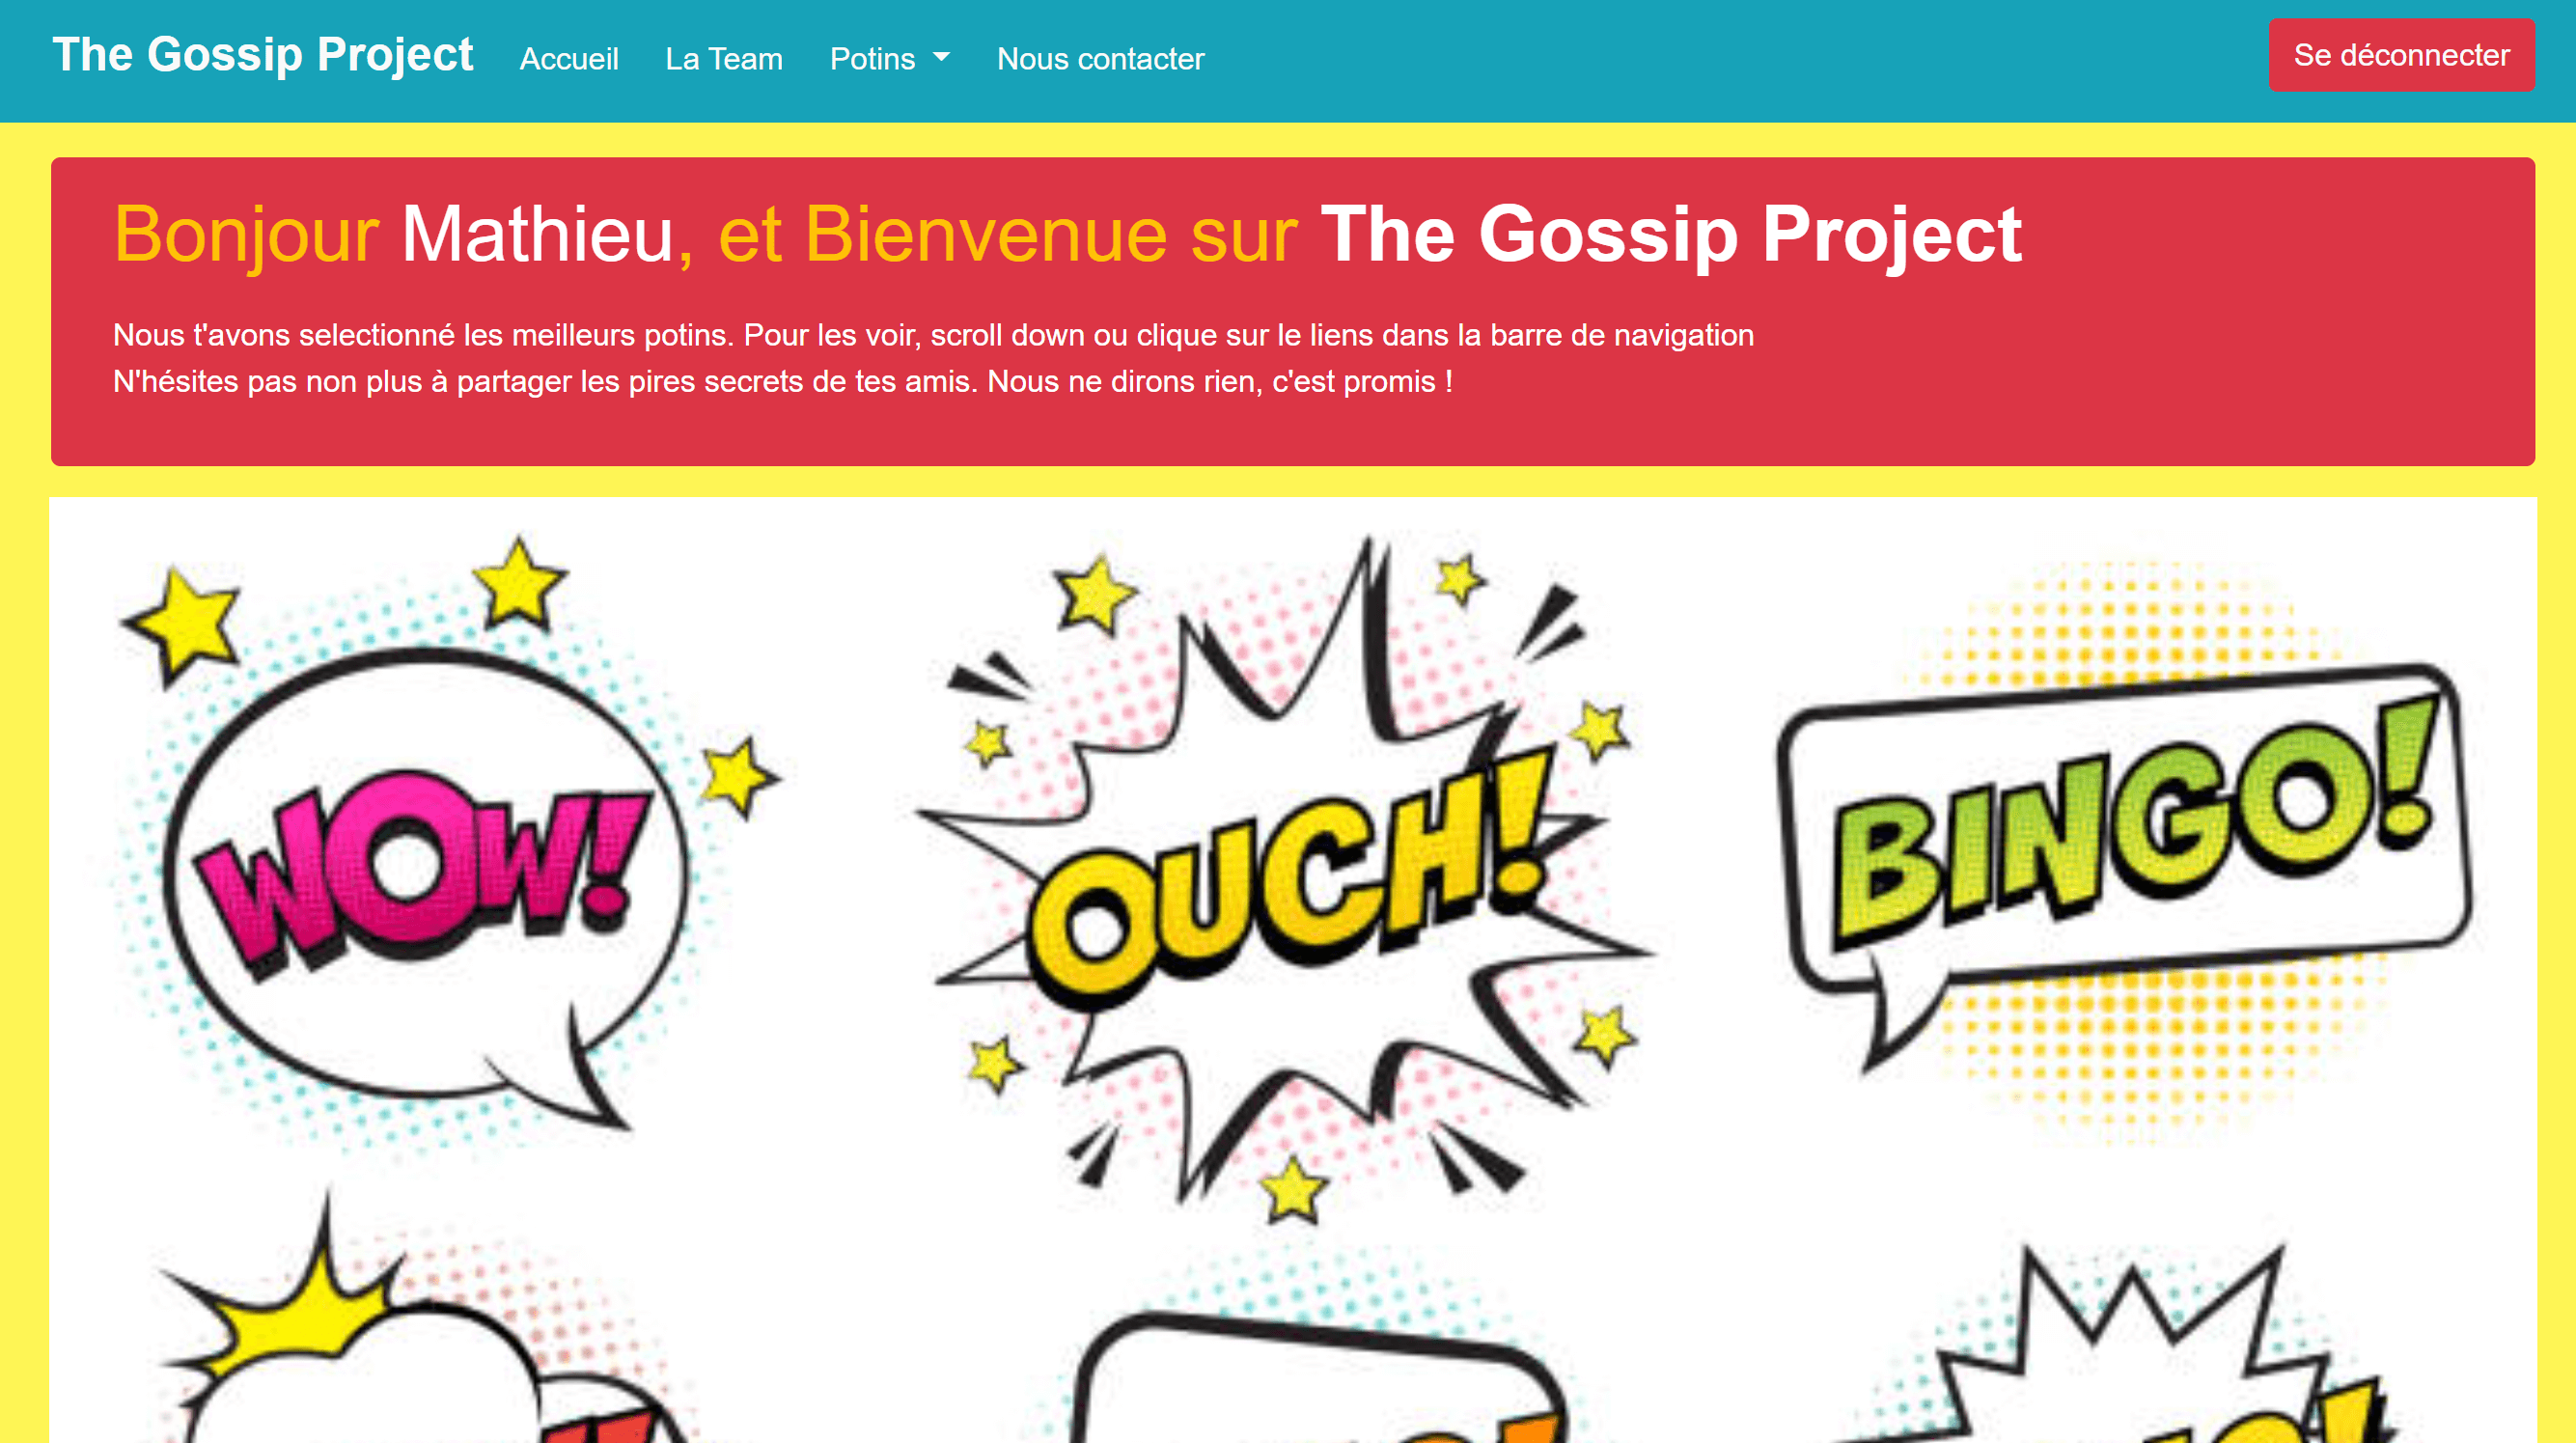 The Gossip Project Accueil La Team Potins Nous contacter Se déconnecter
Bonjour Mathieu, et Bienvenue sur The Gossip Project
Nous t'avons selectionné les meilleurs potins. Pour les voir, scroll down ou clique sur le liens dans la barre de navigation
N'hésites pas non plus à partager les pires secrets de tes amis. Nous ne dirons rien, c'est promis !
WOW!
OUCH!
BINGO!